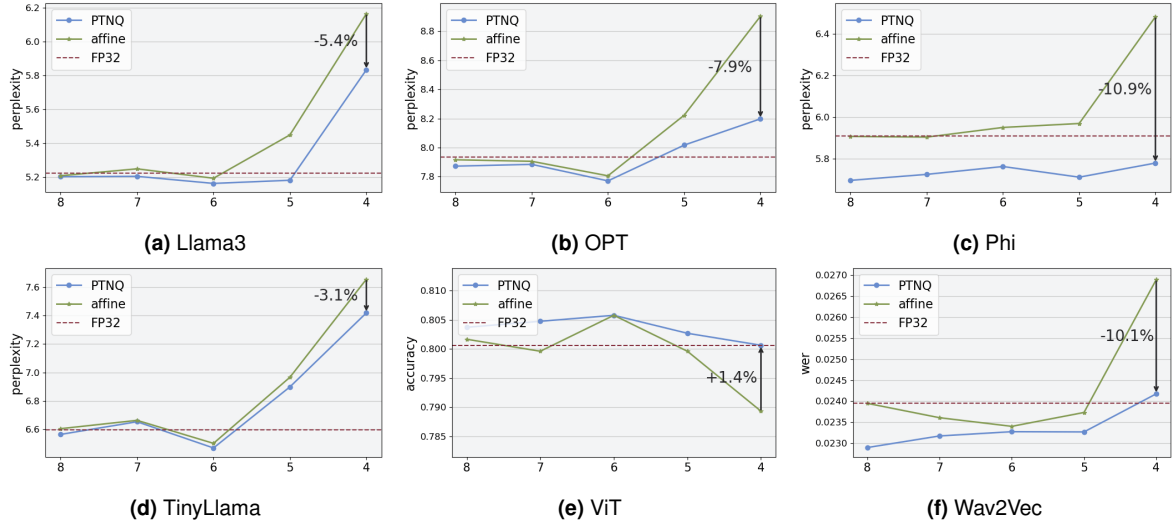 6.2
6.0
5.8
5.6
5.4
5.2
perplexity
PTNQ
affine
FP32
-5.4%
8 7 6 5 4
(a) Llama3
8.8
8.6
8.4
8.2
8.0
7.8
perplexity
PTNQ
affine
FP32
-7.9%
8 7 6 5 4
(b) OPT
6.4
6.2
6.0
5.8
perplexity
PTNQ
affine
FP32
-10.9%
8 7 6 5 4
(c) Phi
7.6
7.4
7.2
7.0
6.8
6.6
perplexity
PTNQ
affine
FP32
-3.1%
8 7 6 5 4
(d) TinyLlama
0.810
0.805
0.800
0.795
0.790
0.785
accuracy
PTNQ
affine
FP32
+1.4%
8 7 6 5 4
(e) ViT
0.0270
0.0265
0.0260
0.0255
0.0250
0.0245
0.0240
0.0235
0.0230
wer
PTNQ
affine
FP32
-10.1%
8 7 6 5 4
(f) Wav2Vec